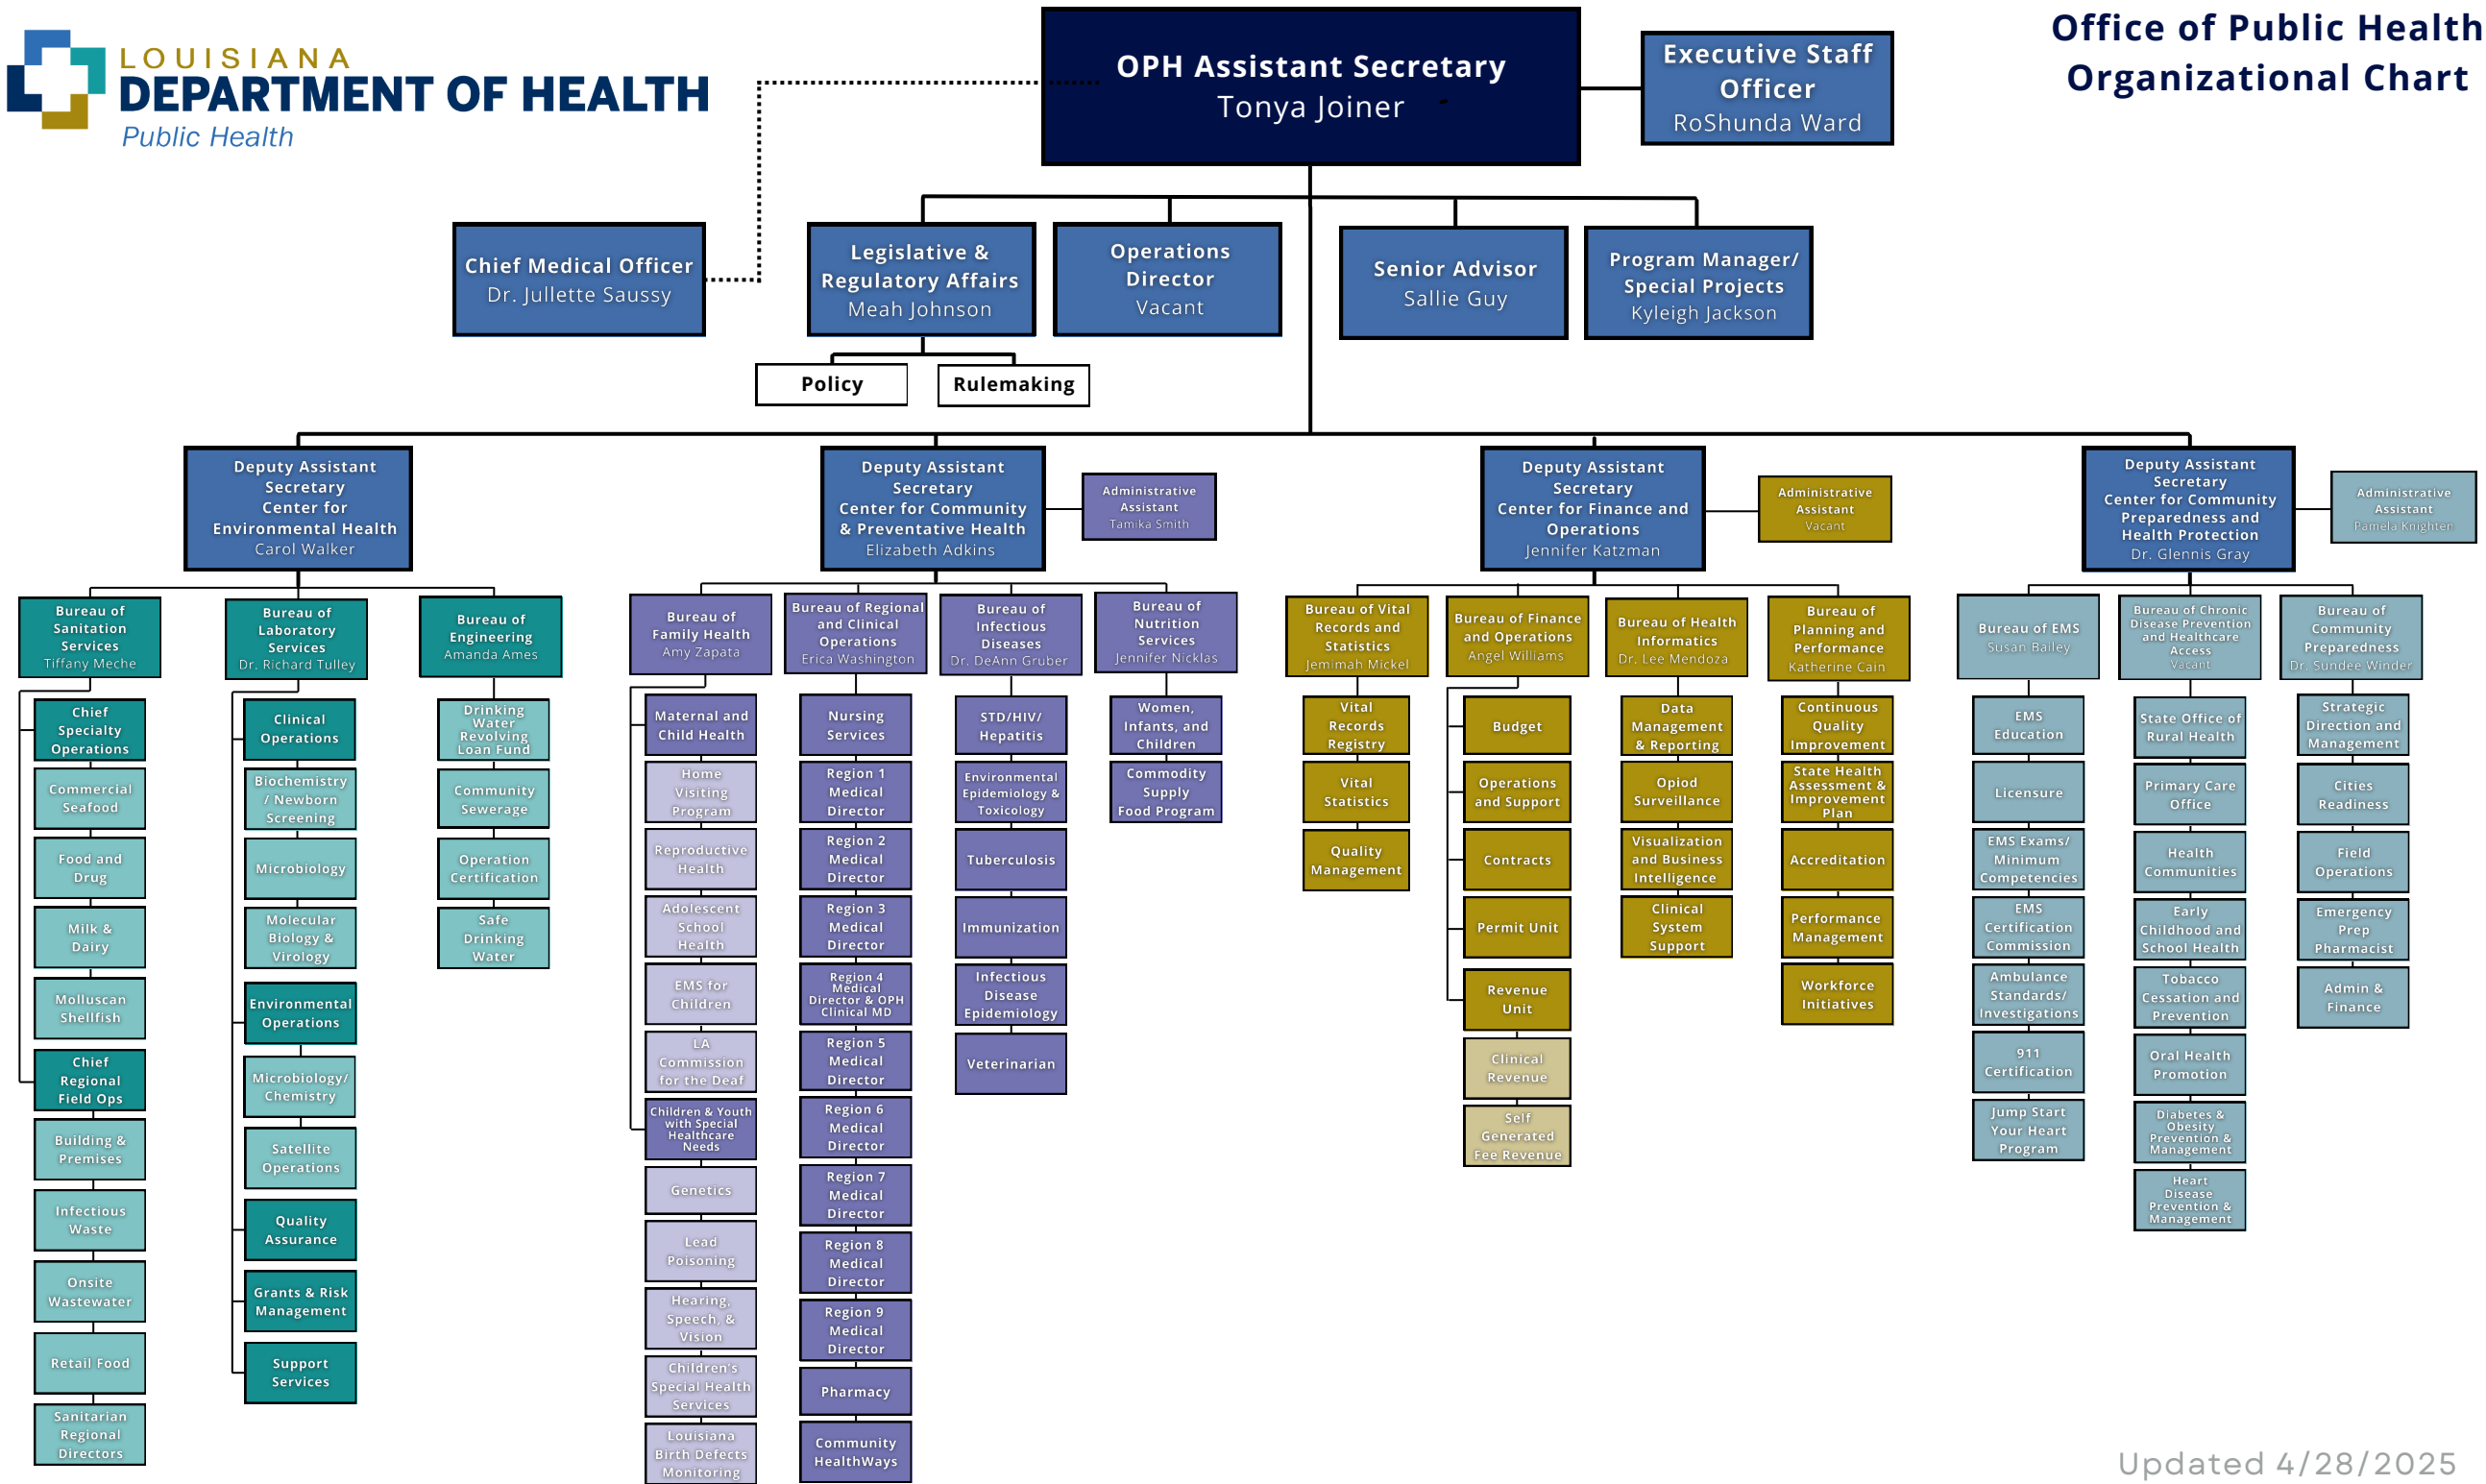 LOUISIANA
DEPARTMENT OF HEALTH
Public Health
Office of Public Health
Organizational Chart
OPH Assistant Secretary
Tonya Joiner
Executive Staff
Officer
RoShunda Ward
Chief Medical Officer
Dr. Jullette Saussy
Legislative &
Regulatory Affairs
Meah Johnson
Operations
Director
Vacant
Senior Advisor
Sallie Guy
Program Manager/
Special Projects
Kyleigh Jackson
Policy
Rulemaking
Deputy Assistant
Secretary
Center for
Environmental Health
Carol Walker
Deputy Assistant
Secretary
Center for Community
& Preventative Health
Elizabeth Adkins
Administrative
Assistant
Tamika Smith
Deputy Assistant
Secretary
Center for Finance and
Operations
Jennifer Katzman
Administrative
Assistant
Vacant
Deputy Assistant
Secretary
Center for Community
Preparedness and
Health Protection
Dr. Glennis Gray
Administrative
Assistant
Pamela Knighten
Bureau of
Sanitation
Services
Tiffany Meche
Chief
Specialty
Operations
Commercial
Seafood
Food and
Drug
Milk &
Dairy
Molluscan
Shellfish
Chief
Regional
Field Ops
Building &
Premises
Infectious
Waste
Onsite
Wastewater
Retail Food
Sanitarian
Regional
Directors
Bureau of
Laboratory
Services
Dr. Richard Tulley
Clinical
Operations
Biochemistry
/ Newborn
Screening
Microbiology
Molecular
Biology &
Virology
Environmental
Operations
Microbiology/
Chemistry
Satellite
Operations
Quality
Assurance
Grants & Risk
Management
Support
Services
Bureau of
Engineering
Amanda Ames
Drinking
Water
Revolving
Loan Fund
Community
Sewerage
Operation
Certification
Safe
Drinking
Water
Bureau of
Family Health
Amy Zapata
Maternal and
Child Health
Home
Visiting
Program
Reproductive
Health
Adolescent
School
Health
EMS for
Children
LA
Commission
for the Deaf
Children & Youth
with Special
Healthcare
Needs
Genetics
Lead
Poisoning
Hearing,
Speech, &
Vision
Children's
Special Health
Services
Louisiana
Birth Defects
Monitoring
Bureau of Regional
and Clinical
Operations
Erica Washington
Nursing
Services
Region 1
Medical
Director
Region 2
Medical
Director
Region 3
Medical
Director
Region 4
Medical
Director & OPH
Clinical MD
Region 5
Medical
Director
Region 6
Medical
Director
Region 7
Medical
Director
Region 8
Medical
Director
Region 9
Medical
Director
Pharmacy
Community
HealthWays
Bureau of
Infectious
Diseases
Dr. DeAnn Gruber
STD/HIV/
Hepatitis
Environmental
Epidemiology &
Toxicology
Tuberculosis
Immunization
Infectious
Disease
Epidemiology
Veterinarian
Bureau of
Nutrition
Services
Jennifer Nicklas
Women,
Infants, and
Children
Commodity
Supply
Food Program
Bureau of Vital
Records and
Statistics
Jemimah Mickel
Vital
Records
Registry
Vital
Statistics
Quality
Management
Bureau of Finance
and Operations
Angel Williams
Budget
Operations
and Support
Contracts
Permit Unit
Revenue
Unit
Clinical
Revenue
Self
Generated
Fee Revenue
Bureau of Health
Informatics
Dr. Lee Mendoza
Data
Management
& Reporting
Opiod
Surveillance
Visualization
and Business
Intelligence
Clinical
System
Support
Bureau of
Planning and
Performance
Katherine Cain
Continuous
Quality
Improvement
State Health
Assessment &
Improvement
Plan
Accreditation
Performance
Management
Workforce
Initiatives
Bureau of EMS
Susan Bailey
EMS
Education
Licensure
EMS Exams/
Minimum
Competencies
EMS
Certification
Commission
Ambulance
Standards/
Investigations
911
Certification
Jump Start
Your Heart
Program
Bureau of Chronic
Disease Prevention
and Healthcare
Access
Vacant
State Office of
Rural Health
Primary Care
Office
Health
Communities
Early
Childhood and
School Health
Tobacco
Cessation and
Prevention
Oral Health
Promotion
Diabetes &
Obesity
Prevention &
Management
Heart
Disease
Prevention &
Management
Bureau of
Community
Preparedness
Dr. Sundee Winder
Strategic
Direction and
Management
Cities
Readiness
Field
Operations
Emergency
Prep
Pharmacist
Admin &
Finance
Updated 4/28/2025